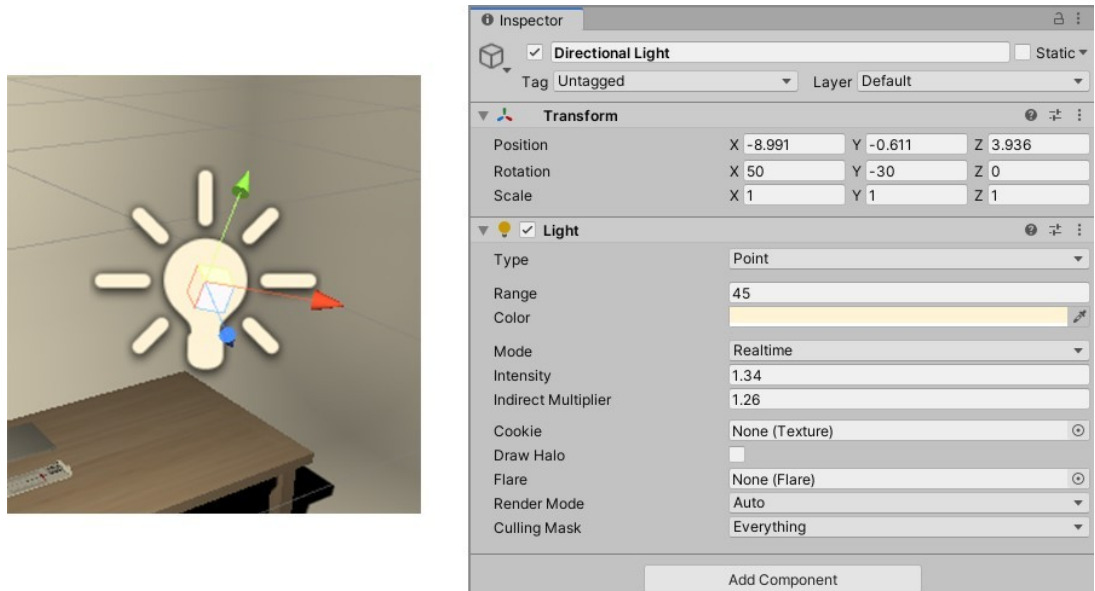 Inspector
Directional Light Static
Tag Untagged Layer Default
Transform
Position X -8.991 Y -0.611 Z 3.936
Rotation X 50 Y -30 Z 0
Scale X 1 Y 1 Z 1
Light
Type Point
Range 45
Color
Mode Realtime
Intensity 1.34
Indirect Multiplier 1.26
Cookie None (Texture)
Draw Halo
Flare None (Flare)
Render Mode Auto
Culling Mask Everything
Add Component